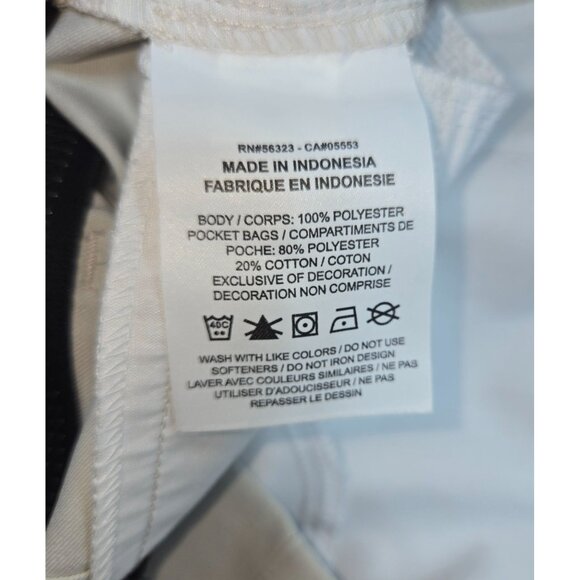 RN#56323 - CA#05553
MADE IN INDONESIA
FABRIQUE EN INDONESIE
BODY / CORPS: 100% POLYESTER
POCKET BAGS / COMPARTIMENTS DE
POCHE: 80% POLYESTER
20% COTTON / COTON
EXCLUSIVE OF DECORATION /
DECORATION NON COMPRISE
40C
WASH WITH LIKE COLORS / DO NOT USE
SOFTENERS / DO NOT IRON DESIGN
LAVER AVEC COULEURS SIMILAIRES / NE PAS
UTILISER D'ADOUCISSEUR / NE PAS
REPASSER LE DESSIN